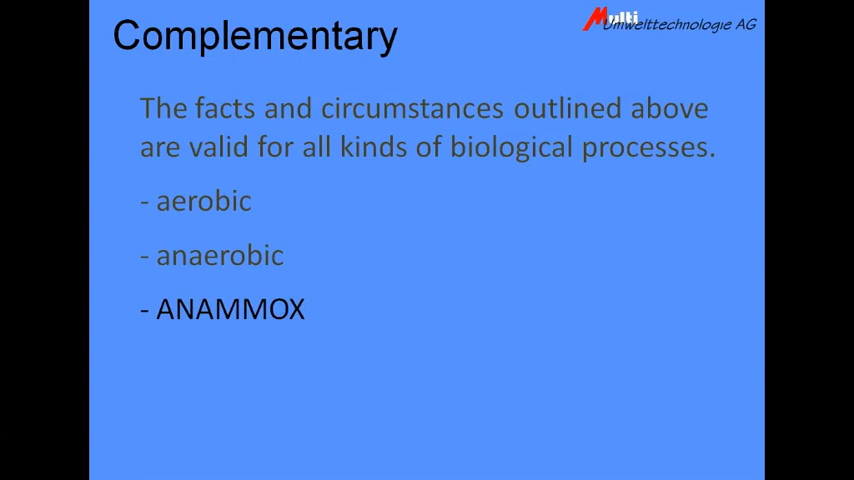 Complementary
Multi
Umwelttechnologie AG
The facts and circumstances outlined above
are valid for all kinds of biological processes.
- aerobic
- anaerobic
- ANAMMOX